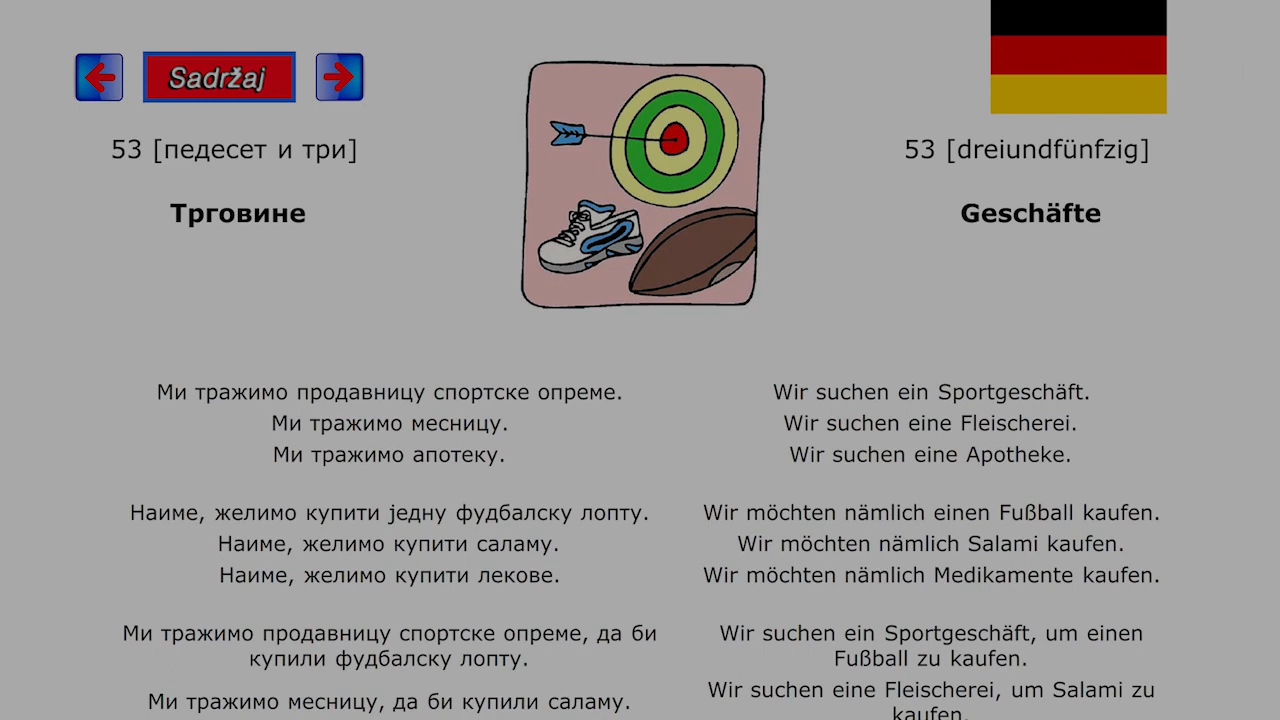 Sadržaj
53 [педесет и три]
53 [dreiundfünfzig]
Трговине
Geschäfte
Ми тражимо продавницу спортске опреме.
Wir suchen ein Sportgeschäft.
Ми тражимо месницу.
Wir suchen eine Fleischerei.
Ми тражимо апотеку.
Wir suchen eine Apotheke.
Наиме, желимо купити једну фудбалску лопту.
Wir möchten nämlich einen Fußball kaufen.
Наиме, желимо купити саламу.
Wir möchten nämlich Salami kaufen.
Наиме, желимо купити лекове.
Wir möchten nämlich Medikamente kaufen.
Ми тражимо продавницу спортске опреме, да би
купили фудбалску лопту.
Wir suchen ein Sportgeschäft, um einen
Fußball zu kaufen.
Ми тражимо месницу, да би купили саламу.
Wir suchen eine Fleischerei, um Salami zu
kaufen.